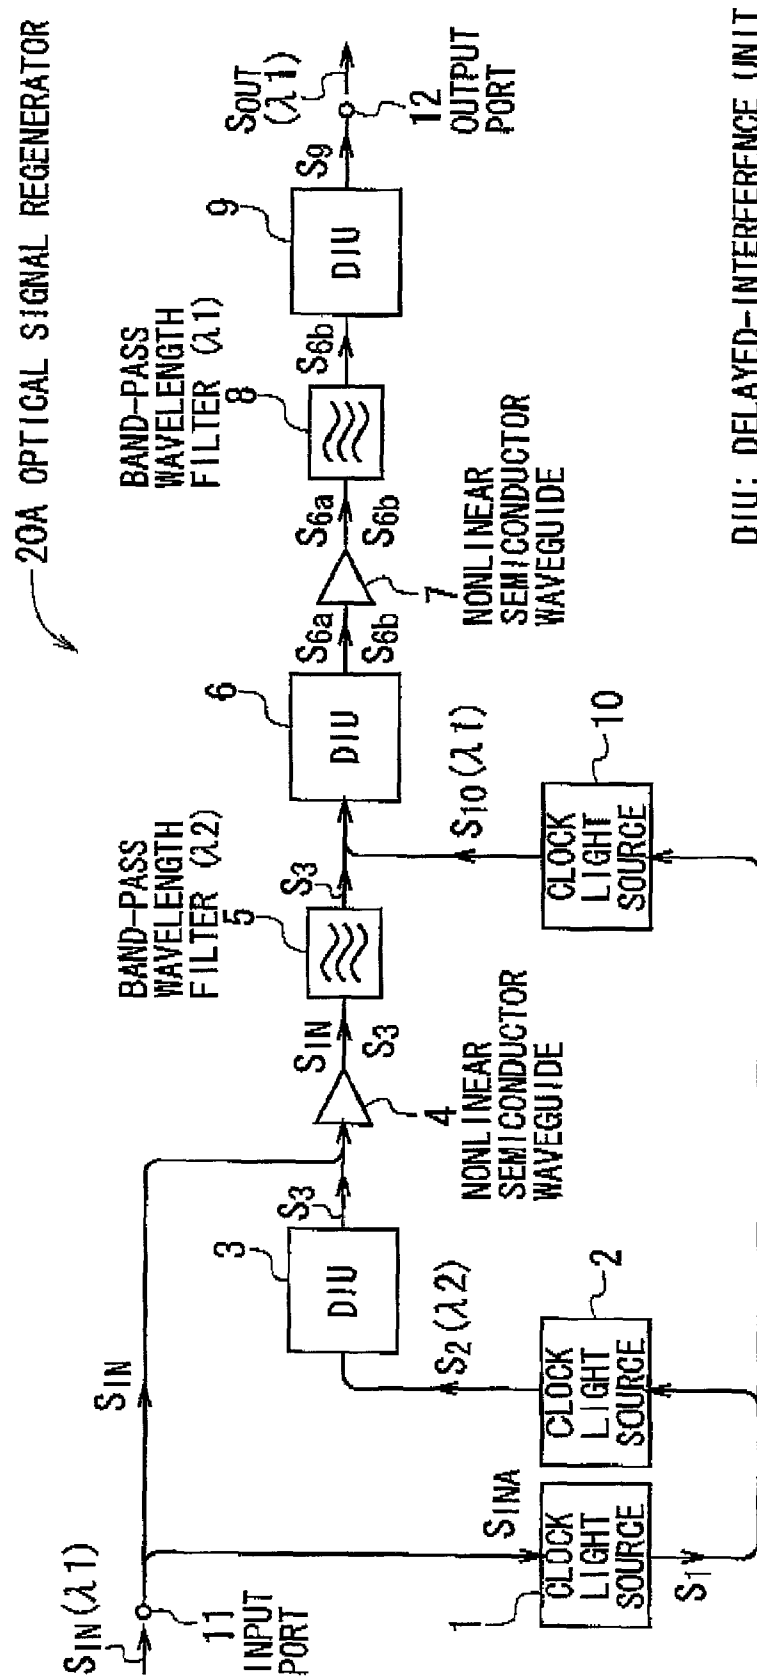 20A OPTICAL SIGNAL REGENERATOR
SIN(λ1)
11
INPUT
PORT
SIN
SINA
1
CLOCK
LIGHT
SOURCE
S1
2
CLOCK
LIGHT
SOURCE
S2(λ2)
3
DIU
S3
4
NONLINEAR
SEMICONDUCTOR
WAVEGUIDE
SIN
S3
BAND-PASS
WAVELENGTH
FILTER (λ2)
5
S3
10
CLOCK
LIGHT
SOURCE
S10(λ1)
6
DIU
S6a
S6b
7
NONLINEAR
SEMICONDUCTOR
WAVEGUIDE
S6a
S6b
BAND-PASS
WAVELENGTH
FILTER (λ1)
8
S6b
9
DIU
S9
SOUT
(λ1)
12
OUTPUT
PORT
DIU: DELAYED-INTERFERENCE UNIT